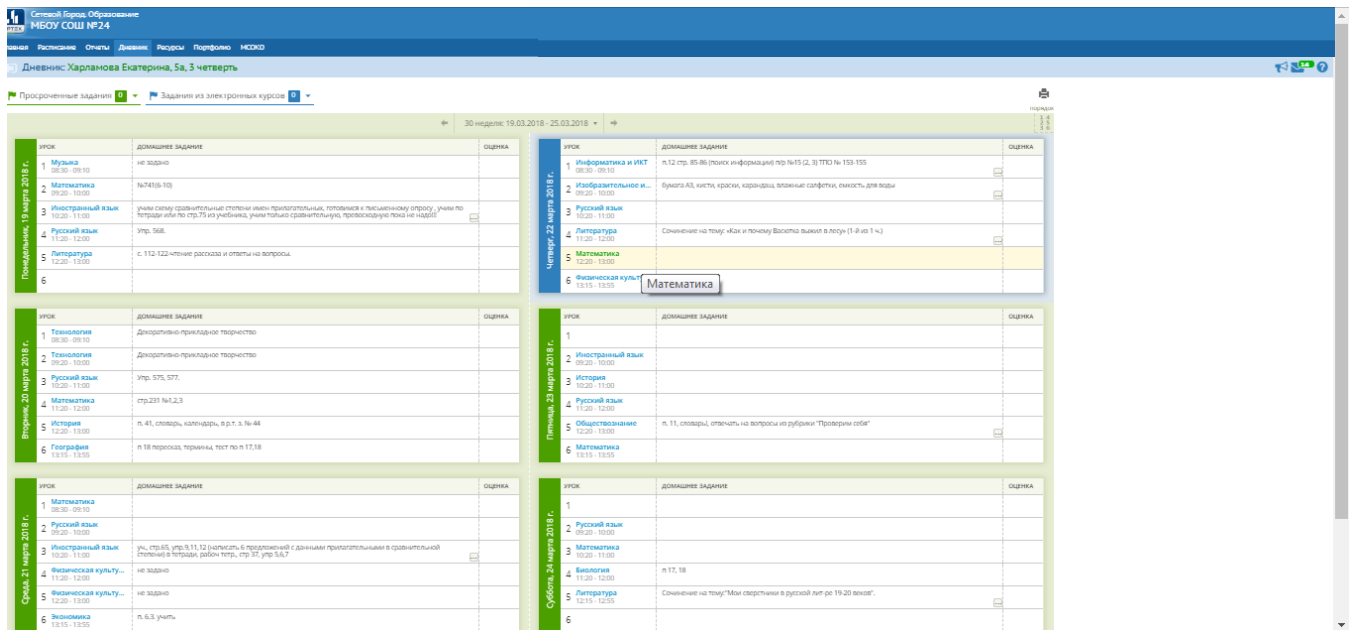 Сетевой Город. Образование
МБОУ СОШ №24
Расписание Отчеты Дневник Ресурсы Портфолио МСОКО
Дневник: Харламова Екатерина, 5а, 3 четверть
Просроченные задания 0 Задания из электронных курсов 0
порядок
30 неделя: 19.03.2018 - 25.03.2018
Понедельник, 19 марта 2018 г.
УРОК ДОМАШНЕЕ ЗАДАНИЕ ОЦЕНКА
1 Музыка не задано
08:30 - 09:10
2 Математика №741(6-10)
09:20 - 10:00
3 Иностранный язык учим схему сравнительные степени имен прилагательных, готовимся к письменному опросу , учим по
10:20 - 11:00 тетради или по стр.75 из учебника, учим только сравнительную, превосходную пока не надо!!!
4 Русский язык Упр. 568.
11:20 - 12:00
5 Литература с. 112-122-чтение рассказа и ответы на вопросы.
12:20 - 13:00
6
Вторник, 20 марта 2018 г.
УРОК ДОМАШНЕЕ ЗАДАНИЕ ОЦЕНКА
1 Технология Декоративно-прикладное творчество
08:30 - 09:10
2 Технология Декоративно-прикладное творчество
09:20 - 10:00
3 Русский язык Упр. 575, 577.
10:20 - 11:00
4 Математика стр.231 №1,2,3
11:20 - 12:00
5 История п. 41, словарь, календарь, в р.т. з. № 44
12:20 - 13:00
6 География п 18 пересказ, термины, тест по п 17,18
13:15 - 13:55
Среда, 21 марта 2018 г.
УРОК ДОМАШНЕЕ ЗАДАНИЕ ОЦЕНКА
1 Математика
08:30 - 09:10
2 Русский язык
09:20 - 10:00
3 Иностранный язык уч., стр.65, упр.9,11,12 (написать 6 предложений с данными прилагательными в сравнительной
10:20 - 11:00 степени) в тетради, рабоч тетр., стр 37, упр 5,6,7
4 Физическая культу... не задано
11:20 - 12:00
5 Физическая культу... не задано
12:20 - 13:00
6 Экономика п. 6.3. учить
13:15 - 13:55
Четверг, 22 марта 2018 г.
УРОК ДОМАШНЕЕ ЗАДАНИЕ ОЦЕНКА
1 Информатика и ИКТ п.12 стр. 85-86 (поиск информации) п/р №15 (2, 3) ТПО № 153-155
08:30 - 09:10
2 Изобразительное и... бумага А3, кисти, краски, карандаш, влажные салфетки, емкость для воды
09:20 - 10:00
3 Русский язык
10:20 - 11:00
4 Литература Сочинение на тему: «Как и почему Васютка выжил в лесу» (1-й из 1 ч.)
11:20 - 12:00
5 Математика
12:20 - 13:00
6 Физическая культу
13:15 - 13:55
Математика
Пятница, 23 марта 2018 г.
УРОК ДОМАШНЕЕ ЗАДАНИЕ ОЦЕНКА
1
2 Иностранный язык
09:20 - 10:00
3 История
10:20 - 11:00
4 Русский язык
11:20 - 12:00
5 Обществознание п. 11, словарь!, отвечать на вопросы из рубрики "Проверим себя"
12:20 - 13:00
6 Математика
13:15 - 13:55
Суббота, 24 марта 2018 г.
УРОК ДОМАШНЕЕ ЗАДАНИЕ ОЦЕНКА
1
2 Русский язык
09:20 - 10:00
3 Математика
10:20 - 11:00
4 Биология п 17, 18
11:20 - 12:00
5 Литература Сочинение на тему:"Мои сверстники в русской лит-ре 19-20 веков".
12:15 - 12:55
6